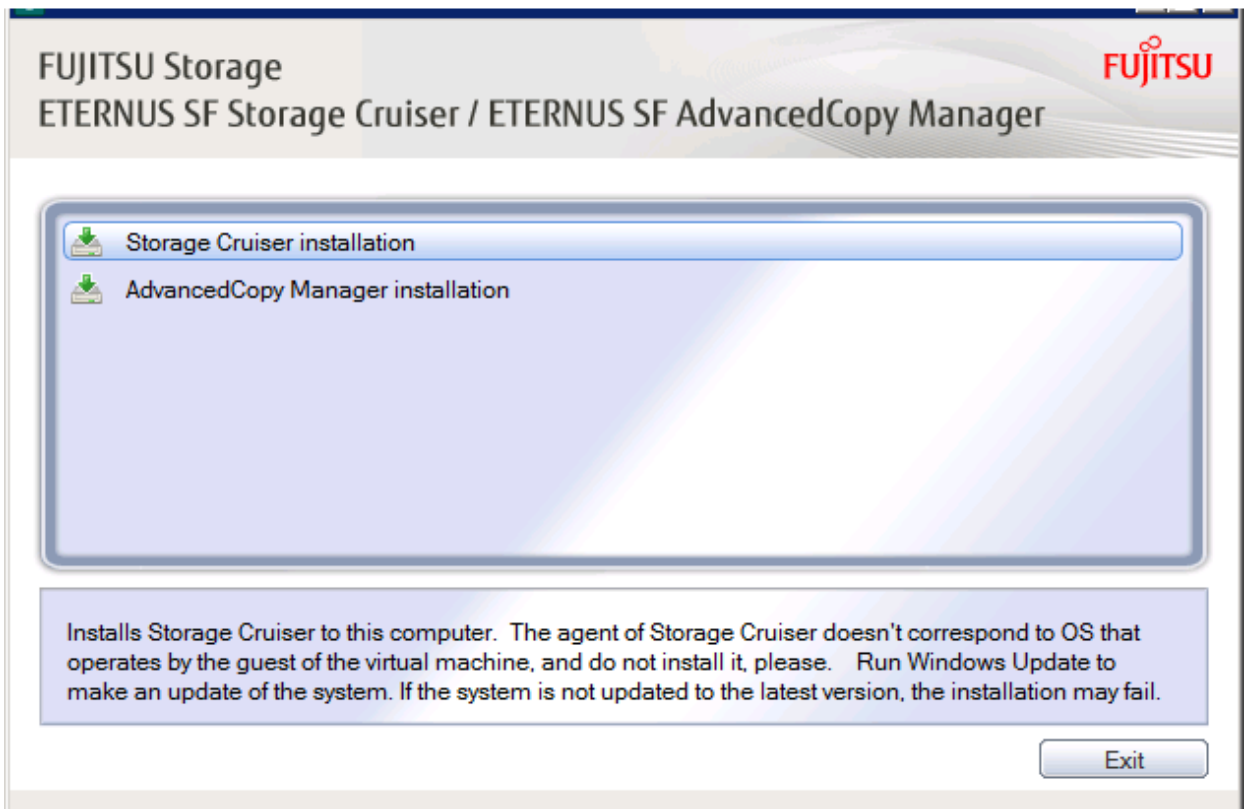 FUJITSU Storage
ETERNUS SF Storage Cruiser / ETERNUS SF AdvancedCopy Manager
FUJITSU
Storage Cruiser installation
AdvancedCopy Manager installation
Installs Storage Cruiser to this computer.  The agent of Storage Cruiser doesn't correspond to OS that
operates by the guest of the virtual machine, and do not install it, please.    Run Windows Update to
make an update of the system. If the system is not updated to the latest version, the installation may fail.
Exit